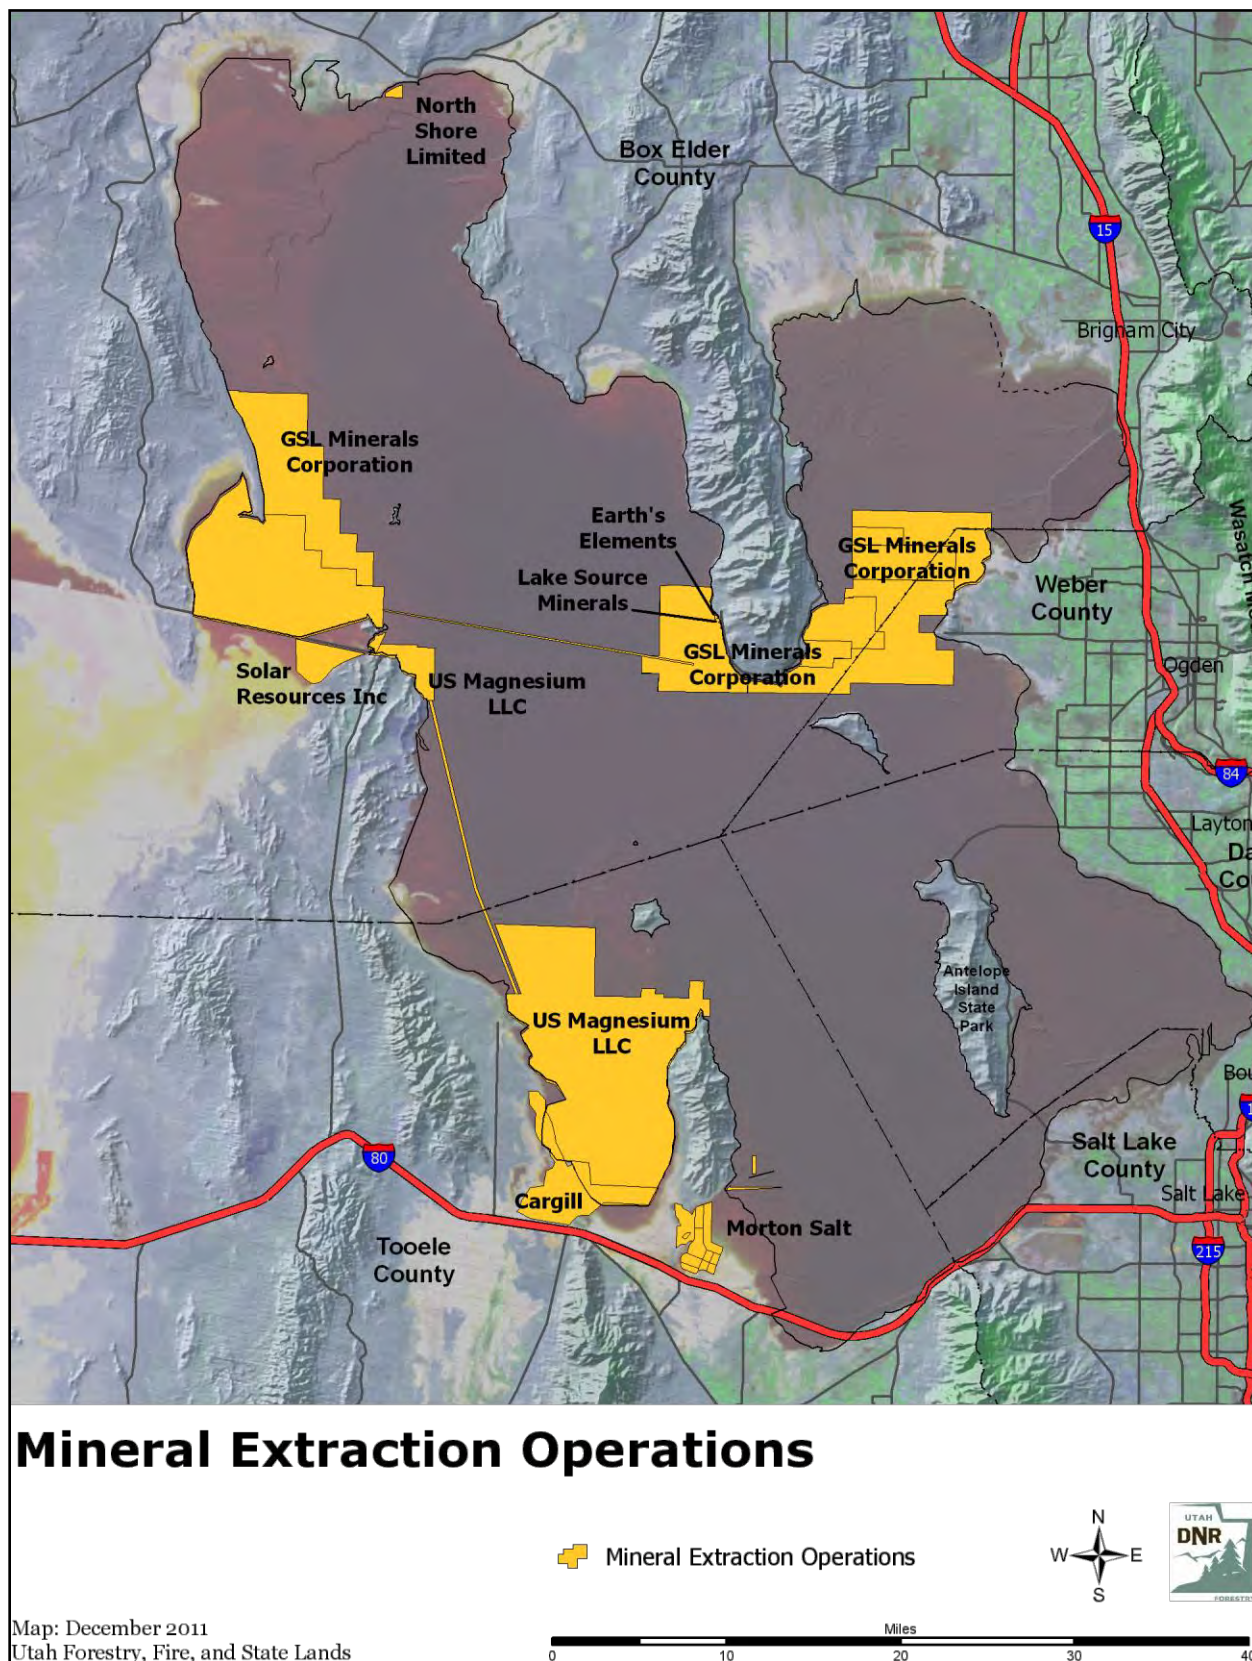 North
Shore
Limited
Box Elder
County
15
Brigham City
GSL Minerals
Corporation
Earth's
Elements
GSL Minerals
Corporation
Lake Source
Minerals
Weber
County
Ogden
GSL Minerals
Corporation
Solar
Resources Inc
US Magnesium
LLC
84
Layton
Antelope
Island
State
Park
US Magnesium
LLC
80
Salt Lake
County
Salt Lake
Cargill
Morton Salt
Tooele
County
215
Mineral Extraction Operations
Mineral Extraction Operations
N
W E
S
UTAH
DNR
FORESTRY
Map: December 2011
Utah Forestry, Fire, and State Lands
Miles
0 10 20 30 40